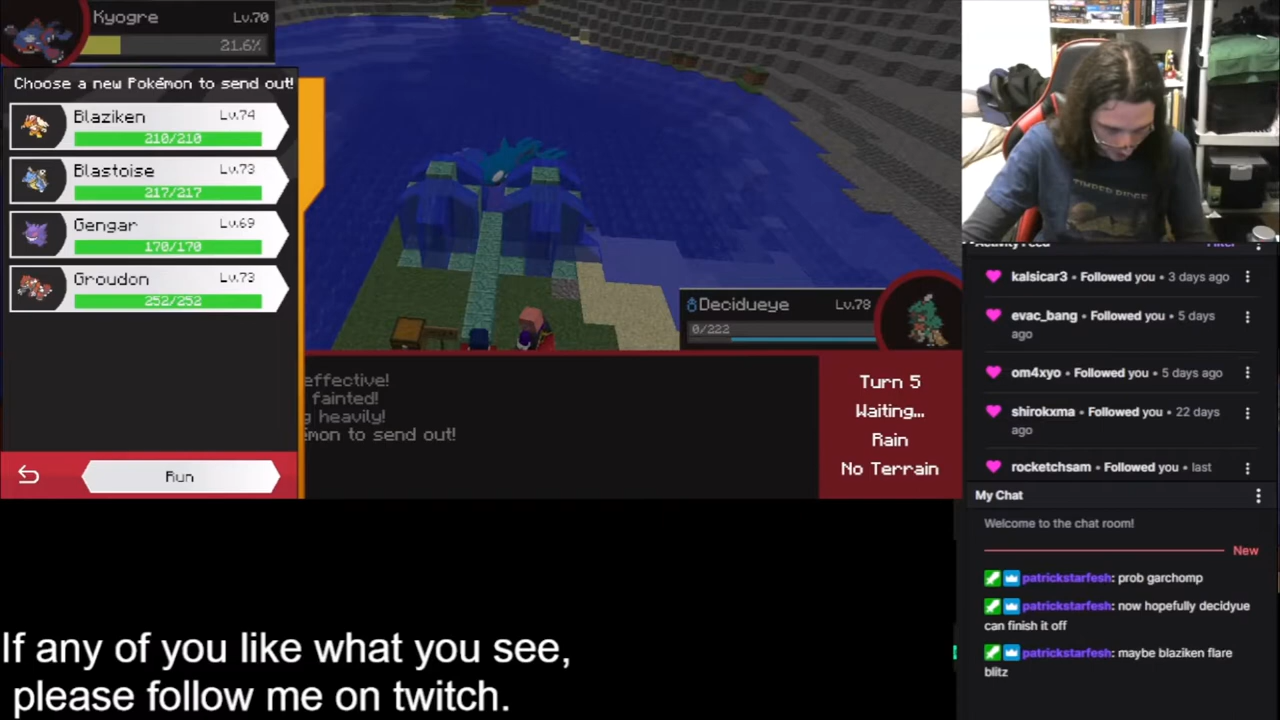 Kyogre Lv.70
21.6%
Choose a new Pokémon to send out!
Blaziken Lv.74
210/210
Blastoise Lv.73
217/217
Gengar Lv.69
170/170
Groudon Lv.73
252/252
Run
Decidueye Lv.78
0/222
effective!
fainted!
g heavily!
émon to send out!
Turn 5
Waiting...
Rain
No Terrain
If any of you like what you see,
please follow me on twitch.
TIMBER RIDGE
Activity Feed Filter
kalsicar3 • Followed you • 3 days ago
evac_bang • Followed you • 5 days
ago
om4xyo • Followed you • 5 days ago
shirokxma • Followed you • 22 days
ago
rocketchsam • Followed you • last
My Chat
Welcome to the chat room!
New
patrickstarfesh: prob garchomp
patrickstarfesh: now hopefully decidyue
can finish it off
patrickstarfesh: maybe blaziken flare
blitz